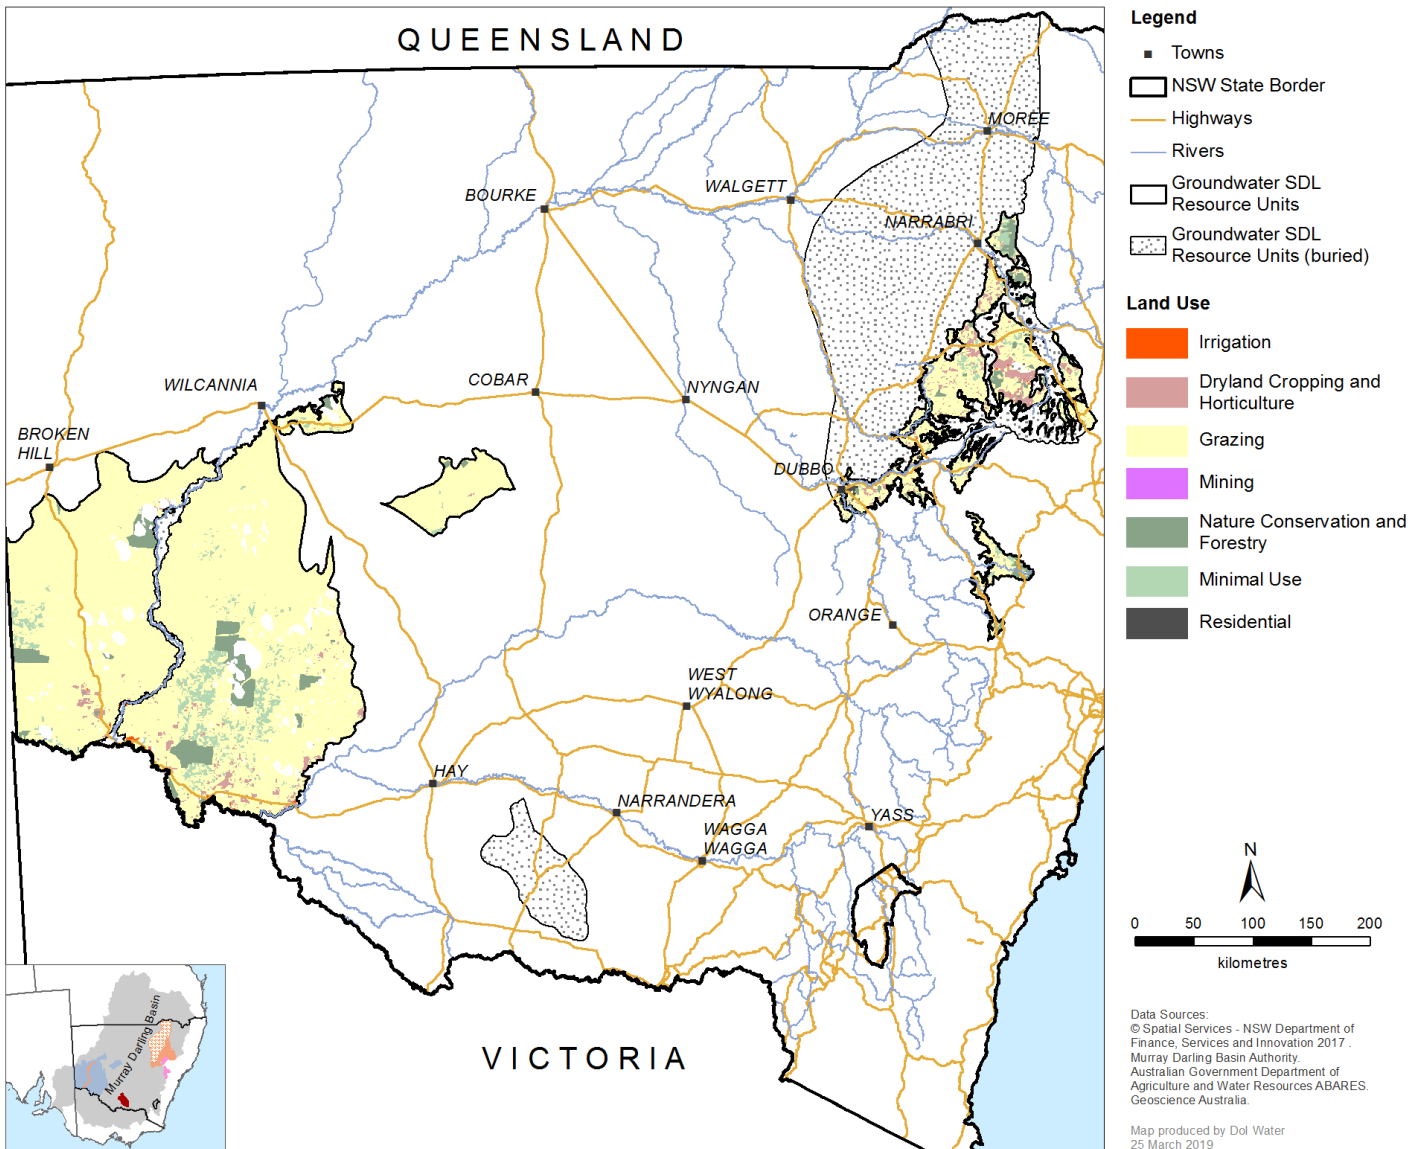 QUEENSLAND
MOREE
BOURKE
WALGETT
NARRABRI
WILCANNIA
COBAR
NYNGAN
BROKEN
HILL
DUBBO
ORANGE
WEST
WYALONG
HAY
NARRANDERA
WAGGA
WAGGA
YASS
VICTORIA
Murray Darling Basin
Legend
Towns
NSW State Border
Highways
Rivers
Groundwater SDL
Resource Units
Groundwater SDL
Resource Units (buried)
Land Use
Irrigation
Dryland Cropping and
Horticulture
Grazing
Mining
Nature Conservation and
Forestry
Minimal Use
Residential
N
0 50 100 150 200
kilometres
Data Sources:
© Spatial Services - NSW Department of
Finance, Services and Innovation 2017 .
Murray Darling Basin Authority.
Australian Government Department of
Agriculture and Water Resources ABARES.
Geoscience Australia.
Map produced by DoI Water
25 March 2019